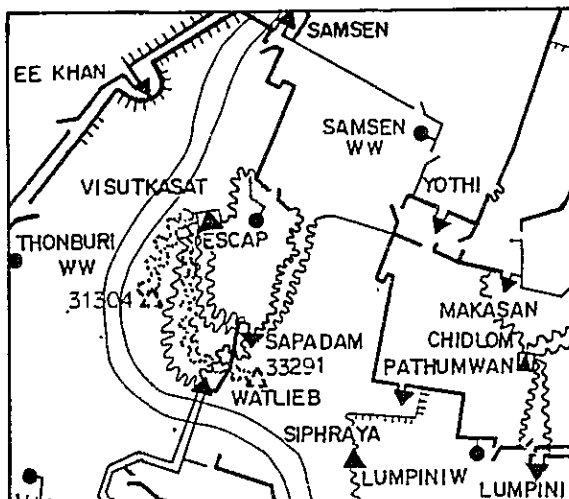 SAMSEN
EE KHAN
SAMSEN
WW
VISUTKASAT
YOTHI
ESCAP
THONBURI
WW
31304
MAKASAN
SAPADAM
CHIDLOM
33291
PATHUMWAN
WATLIEB
SIPHRAYA
LUMPINI W
LUMPINI